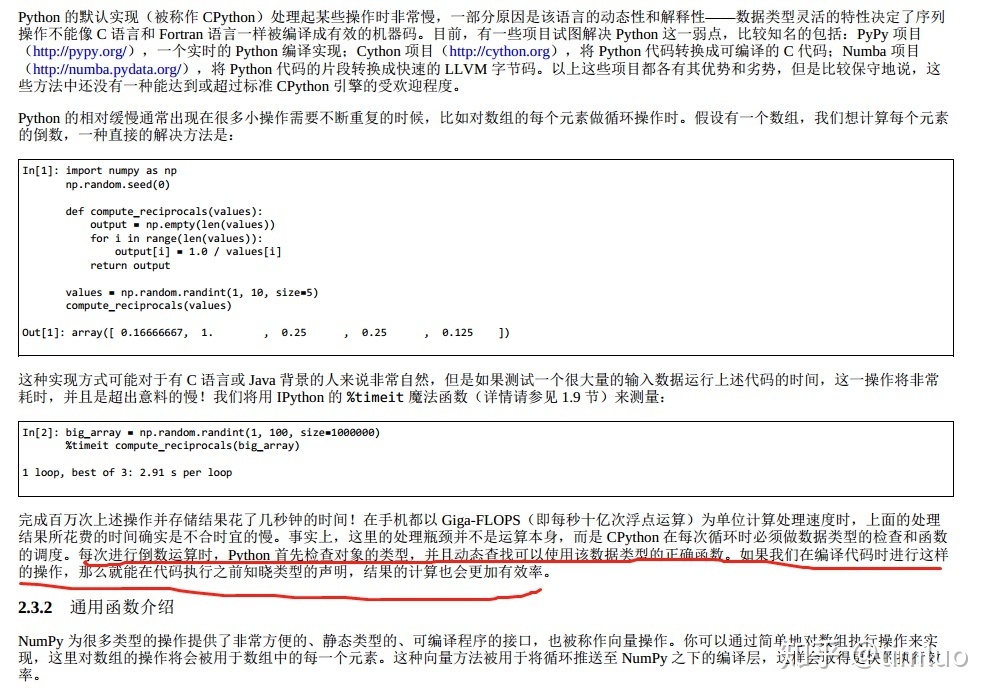 Python 的默认实现（被称作 CPython）处理起某些操作时非常慢，一部分原因是该语言的动态性和解释性——数据类型灵活的特性决定了序列
操作不能像 C 语言和 Fortran 语言一样被编译成有效的机器码。目前，有一些项目试图解决 Python 这一弱点，比较知名的包括：PyPy 项目
（http://pypy.org/），一个实时的 Python 编译实现；Cython 项目（http://cython.org），将 Python 代码转换成可编译的 C 代码；Numba 项目
（http://numba.pydata.org/），将 Python 代码的片段转换成快速的 LLVM 字节码。以上这些项目都各有其优势和劣势，但是比较保守地说，这
些方法中还没有一种能达到或超过标准 CPython 引擎的受欢迎程度。
Python 的相对缓慢通常出现在很多小操作需要不断重复的时候，比如对数组的每个元素做循环操作时。假设有一个数组，我们想计算每个元素
的倒数，一种直接的解决方法是：
In[1]: import numpy as np
np.random.seed(0)
def compute_reciprocals(values):
output = np.empty(len(values))
for i in range(len(values)):
output[i] = 1.0 / values[i]
return output
values = np.random.randint(1, 10, size=5)
compute_reciprocals(values)
Out[1]: array([ 0.16666667, 1. , 0.25 , 0.25 , 0.125 ])
这种实现方式可能对于有 C 语言或 Java 背景的人来说非常自然，但是如果测试一个很大量的输入数据运行上述代码的时间，这一操作将非常
耗时，并且是超出意料的慢！我们将用 IPython 的 %timeit 魔法函数（详情请参见 1.9 节）来测量：
In[2]: big_array = np.random.randint(1, 100, size=1000000)
%timeit compute_reciprocals(big_array)
1 loop, best of 3: 2.91 s per loop
完成百万次上述操作并存储结果花了几秒钟的时间！在手机都以 Giga-FLOPS（即每秒十亿次浮点运算）为单位计算处理速度时，上面的处理
结果所花费的时间确实是不合时宜的慢。事实上，这里的处理瓶颈并不是运算本身，而是 CPython 在每次循环时必须做数据类型的检查和函数
的调度。每次进行倒数运算时，Python 首先检查对象的类型，并且动态查找可以使用该数据类型的正确函数。如果我们在编译代码时进行这样
的操作，那么就能在代码执行之前知晓类型的声明，结果的计算也会更加有效率。
2.3.2 通用函数介绍
NumPy 为很多类型的操作提供了非常方便的、静态类型的、可编译程序的接口，也被称作向量操作。你可以通过简单地对数组执行操作来实
现，这里对数组的操作将会被用于数组中的每一个元素。这种向量方法被用于将循环推送至 NumPy 之下的编译层，这样会取得更快的执行效
率。